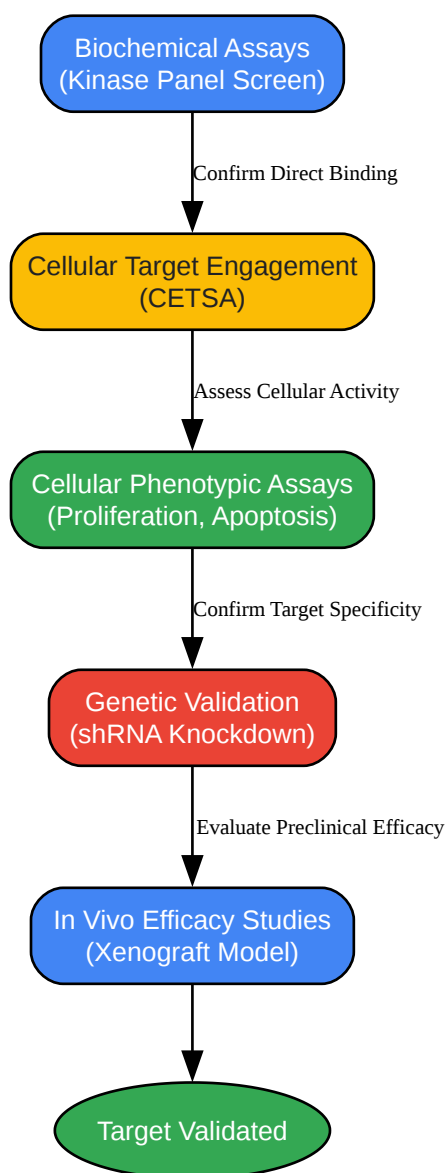 Biochemical Assays
(Kinase Panel Screen)
Confirm Direct Binding
Cellular Target Engagement
(CETSA)
Assess Cellular Activity
Cellular Phenotypic Assays
(Proliferation, Apoptosis)
Confirm Target Specificity
Genetic Validation
(shRNA Knockdown)
Evaluate Preclinical Efficacy
In Vivo Efficacy Studies
(Xenograft Model)
Target Validated